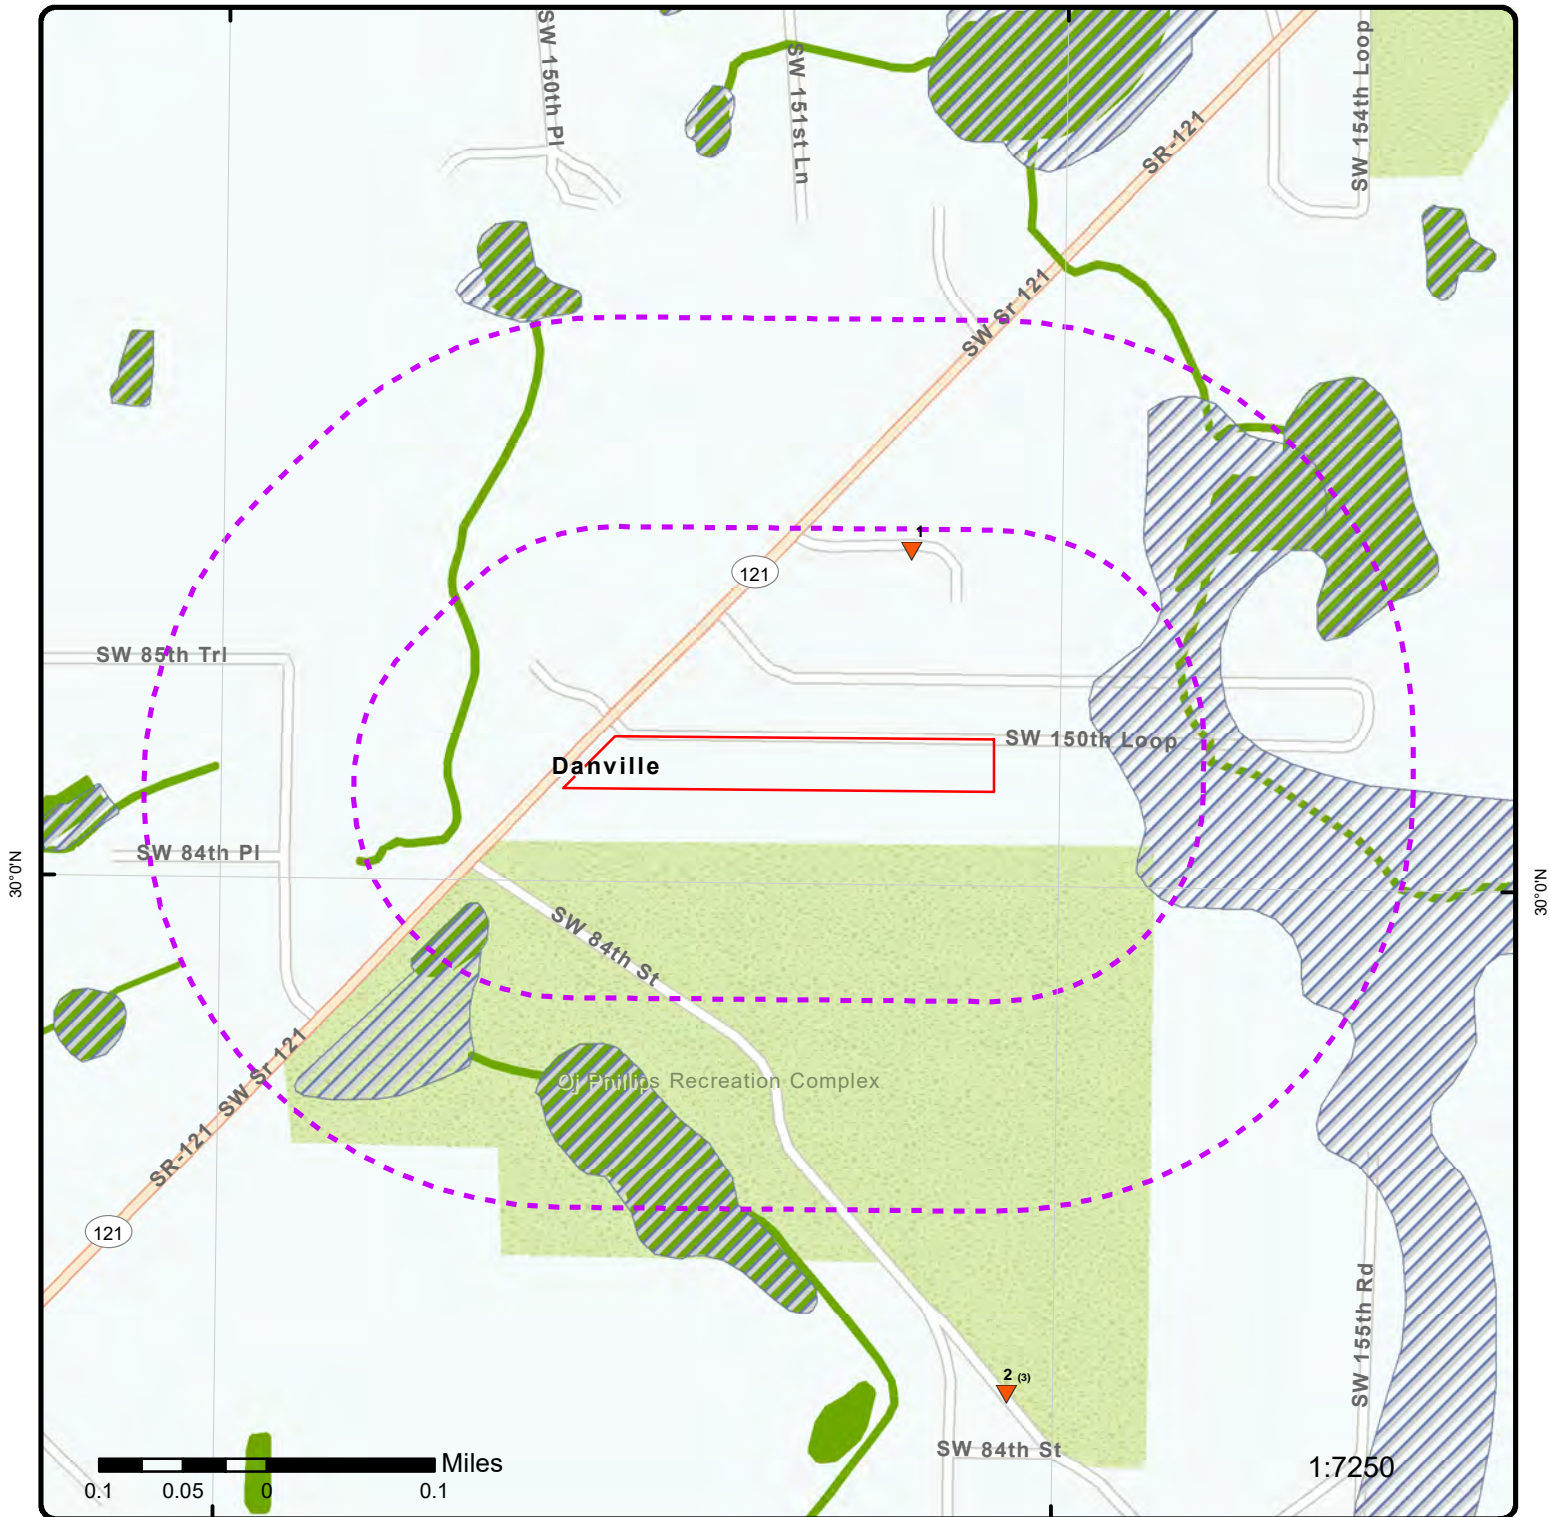 SW 150th Pl
SW 151st Ln
SW 154th Loop
SR-121
SW Sr 121
1
121
SW 85th Trl
SW 150th Loop
Danville
SW 84th Pl
30°0'N
30°0'N
SW 84th St
SW Sr 121
Oj Phillips Recreation Complex
SR-121
121
SW 155th Rd
2 (3)
SW 84th St
Miles
0.1 0.05 0 0.1
1:7250